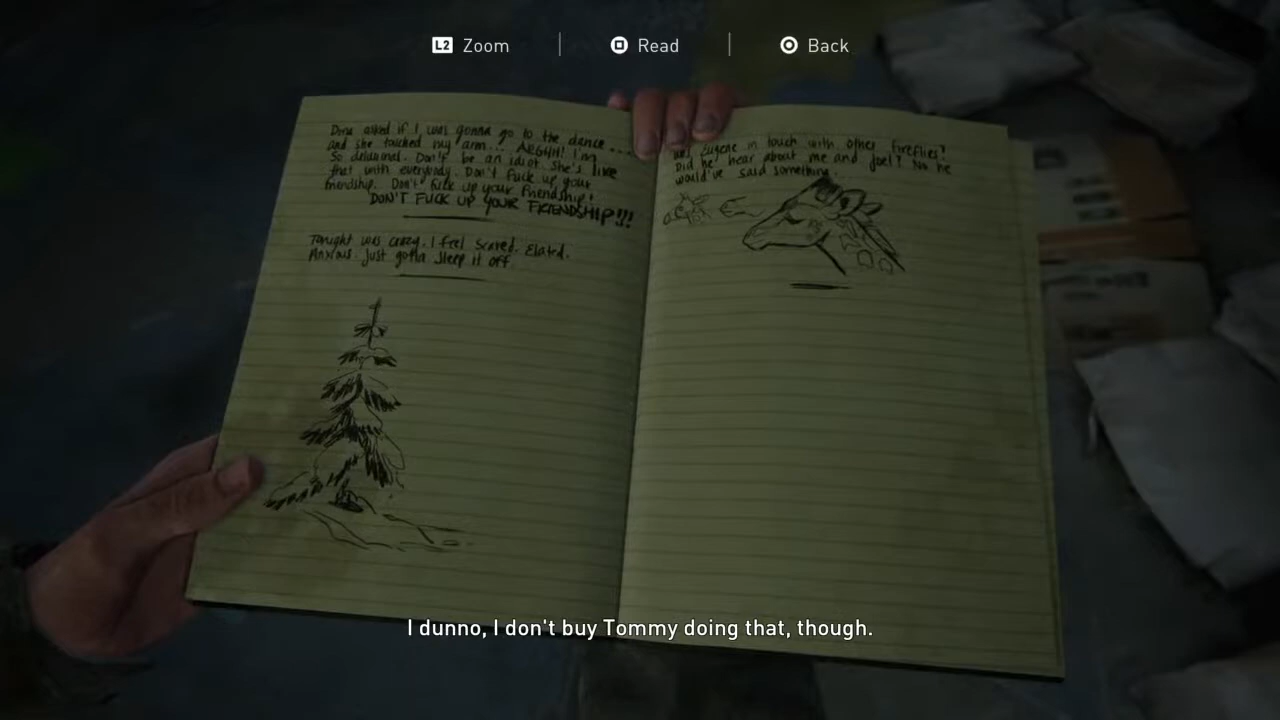 L2 Zoom | Read | Back
Dina asked if I was gonna go to the dance ...
and she touched my arm... ARGHH! I'm
So delusional. Don't be an idiot. She's like
that with everybody. Don't fuck up your
friendship. Don't fuck up your friendship!
DON'T FUCK UP YOUR FRIENDSHIP!!!
Tonight was crazy. I feel Scared. Elated.
Anxious. Just gotta sleep it off.
Was Eugene in touch with other fireflies?
Did he hear about me and Joel? No he
would've said something.
I dunno, I don't buy Tommy doing that, though.